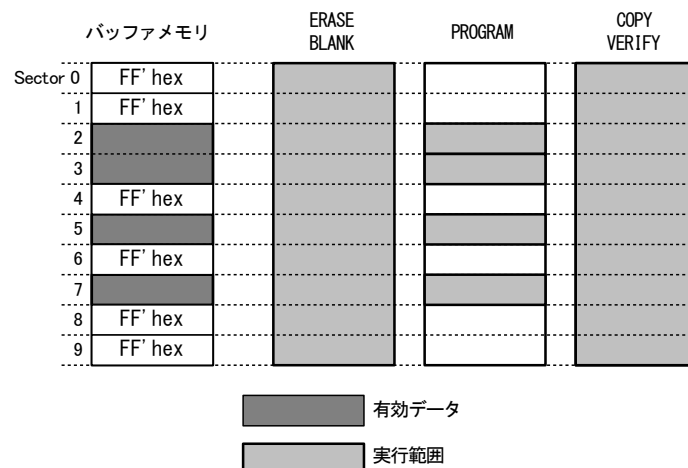 バッファメモリ ERASE BLANK PROGRAM COPY VERIFY
Sector 0 FF' hex
1 FF' hex
2
3
4 FF' hex
5
6 FF' hex
7
8 FF' hex
9 FF' hex
有効データ
実行範囲